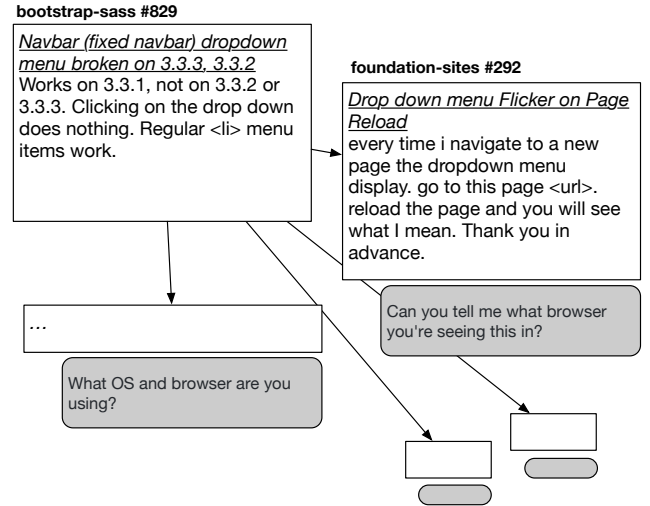 bootstrap-sass #829
Navbar (fixed navbar) dropdown
menu broken on 3.3.3, 3.3.2
Works on 3.3.1, not on 3.3.2 or
3.3.3. Clicking on the drop down
does nothing. Regular <li> menu
items work.
foundation-sites #292
Drop down menu Flicker on Page
Reload
every time i navigate to a new
page the dropdown menu
display. go to this page <url>.
reload the page and you will see
what I mean. Thank you in
advance.
Can you tell me what browser
you're seeing this in?
...
What OS and browser are you
using?